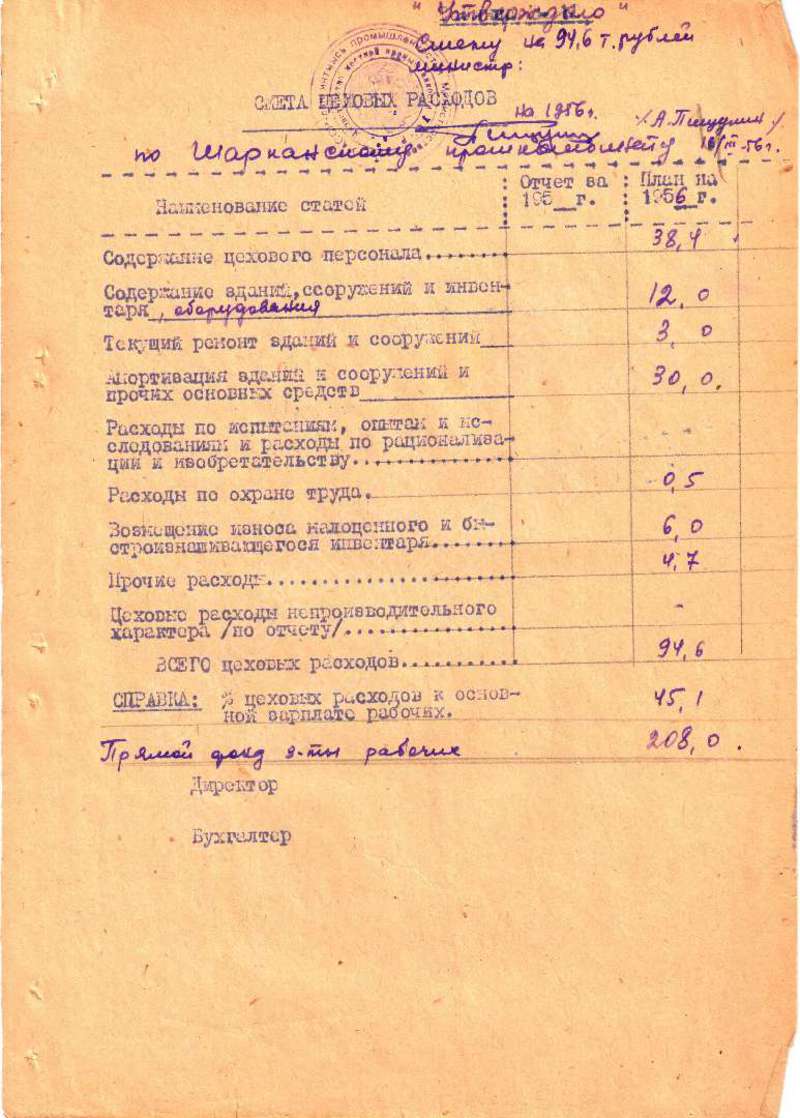 "Утверждаю"
Смету на 94,6 т. рублей
министр:
СМЕТА ЦЕХОВЫХ РАСХОДОВ
на 1956 г.
/А. Пищулин/
по Шарканскому промкомбинату 16/III 56 г.
Наименование статей Отчет за 195__г. План на 1956 г.
Содержание цехового персонала........ 38,4
Содержание зданий, сооружений и инвен-
таря, оборудования 12,0
Текущий ремонт зданий и сооружений 3,0
Амортизация зданий и сооружений и
прочих основных средств 30,0.
Расходы по испытаниям, опытам и ис-
следованиям и расходы по рационализа-
ции и изобретательству............... - -
Расходы по охране труда. 0,5
Возмещение износа малоценного и бы-
строизнашивающегося инвентаря........ 6,0
Прочие расходы....................... 4,7
Цеховые расходы непроизводительного
характера /по отчету/................ -
ВСЕГО цеховых расходов............ 94,6
СПРАВКА: % цеховых расходов к основ-
ной зарплате рабочих. 45,1
Прямой фонд з-ты рабочих 208,0.
Директор
Бухгалтер